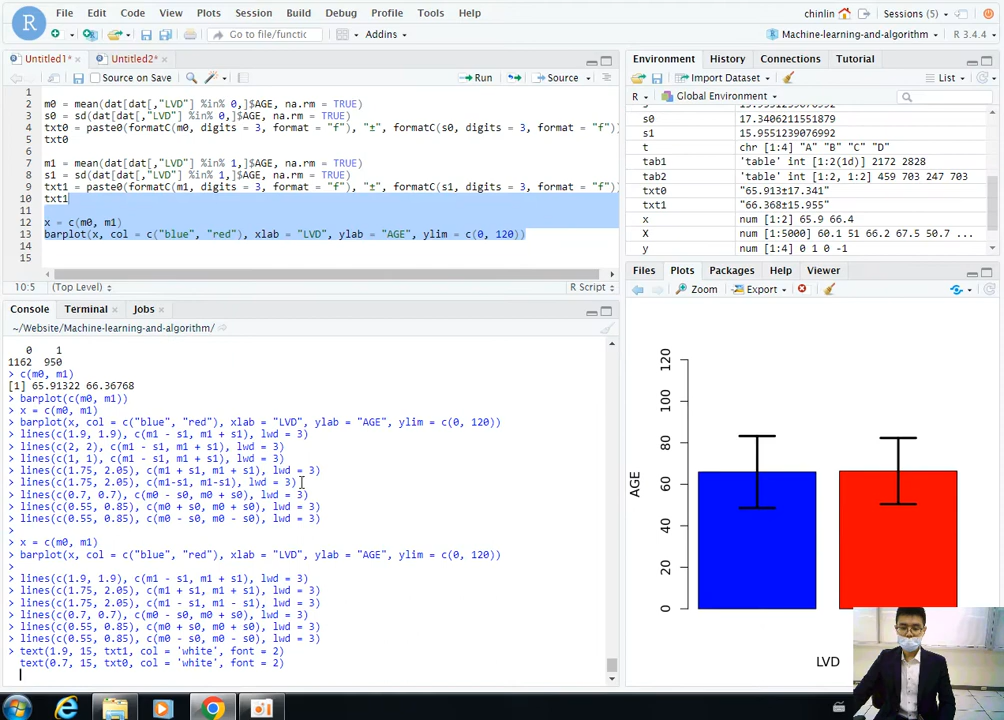 File Edit Code View Plots Session Build Debug Profile Tools Help
chinlin
Sessions (5)
Go to file/functic
Addins
Machine-learning-and-algorithm
R 3.4.4
Untitled1*
Untitled2*
Source on Save
Run
Source
1
2 m0 = mean(dat[dat[,"LVD"] %in% 0,]$AGE, na.rm = TRUE)
3 s0 = sd(dat[dat[,"LVD"] %in% 0,]$AGE, na.rm = TRUE)
4 txt0 = paste0(formatC(m0, digits = 3, format = "f"), "±", formatC(s0, digits = 3, format = "f"))
5 txt0
6
7 m1 = mean(dat[dat[,"LVD"] %in% 1,]$AGE, na.rm = TRUE)
8 s1 = sd(dat[dat[,"LVD"] %in% 1,]$AGE, na.rm = TRUE)
9 txt1 = paste0(formatC(m1, digits = 3, format = "f"), "±", formatC(s1, digits = 3, format = "f"))
10 txt1
11
12 x = c(m0, m1)
13 barplot(x, col = c("blue", "red"), xlab = "LVD", ylab = "AGE", ylim = c(0, 120))
14
15
10:5 (Top Level)
R Script
Console Terminal Jobs
~/Website/Machine-learning-and-algorithm/
0 1
1162 950
> c(m0, m1)
[1] 65.91322 66.36768
> barplot(c(m0, m1))
> x = c(m0, m1)
> barplot(x, col = c("blue", "red"), xlab = "LVD", ylab = "AGE", ylim = c(0, 120))
> lines(c(1.9, 1.9), c(m1 - s1, m1 + s1), lwd = 3)
> lines(c(2, 2), c(m1 - s1, m1 + s1), lwd = 3)
> lines(c(1, 1), c(m1 - s1, m1 + s1), lwd = 3)
> lines(c(1.75, 2.05), c(m1 + s1, m1 + s1), lwd = 3)
> lines(c(1.75, 2.05), c(m1-s1, m1-s1), lwd = 3)
> lines(c(0.7, 0.7), c(m0 - s0, m0 + s0), lwd = 3)
> lines(c(0.55, 0.85), c(m0 + s0, m0 + s0), lwd = 3)
> lines(c(0.55, 0.85), c(m0 - s0, m0 - s0), lwd = 3)
>
> x = c(m0, m1)
> barplot(x, col = c("blue", "red"), xlab = "LVD", ylab = "AGE", ylim = c(0, 120))
>
> lines(c(1.9, 1.9), c(m1 - s1, m1 + s1), lwd = 3)
> lines(c(1.75, 2.05), c(m1 + s1, m1 + s1), lwd = 3)
> lines(c(1.75, 2.05), c(m1 - s1, m1 - s1), lwd = 3)
> lines(c(0.7, 0.7), c(m0 - s0, m0 + s0), lwd = 3)
> lines(c(0.55, 0.85), c(m0 + s0, m0 + s0), lwd = 3)
> lines(c(0.55, 0.85), c(m0 - s0, m0 - s0), lwd = 3)
> text(1.9, 15, txt1, col = 'white', font = 2)
text(0.7, 15, txt0, col = 'white', font = 2)
Environment History Connections Tutorial
Import Dataset
List
R
Global Environment
s0 17.3406211551879
s1 15.9551239076992
t chr [1:4] "A" "B" "C" "D"
tab1 'table' int [1:2(1d)] 2172 2828
tab2 'table' int [1:2, 1:2] 459 703 247 703
txt0 "65.913±17.341"
txt1 "66.368±15.955"
x num [1:2] 65.9 66.4
X num [1:5000] 60.1 51 66.2 67.5 50.7 ...
y num [1:4] 0 1 0 -1
Files Plots Packages Help Viewer
Zoom
Export
120
100
80
60
40
20
0
AGE
LVD